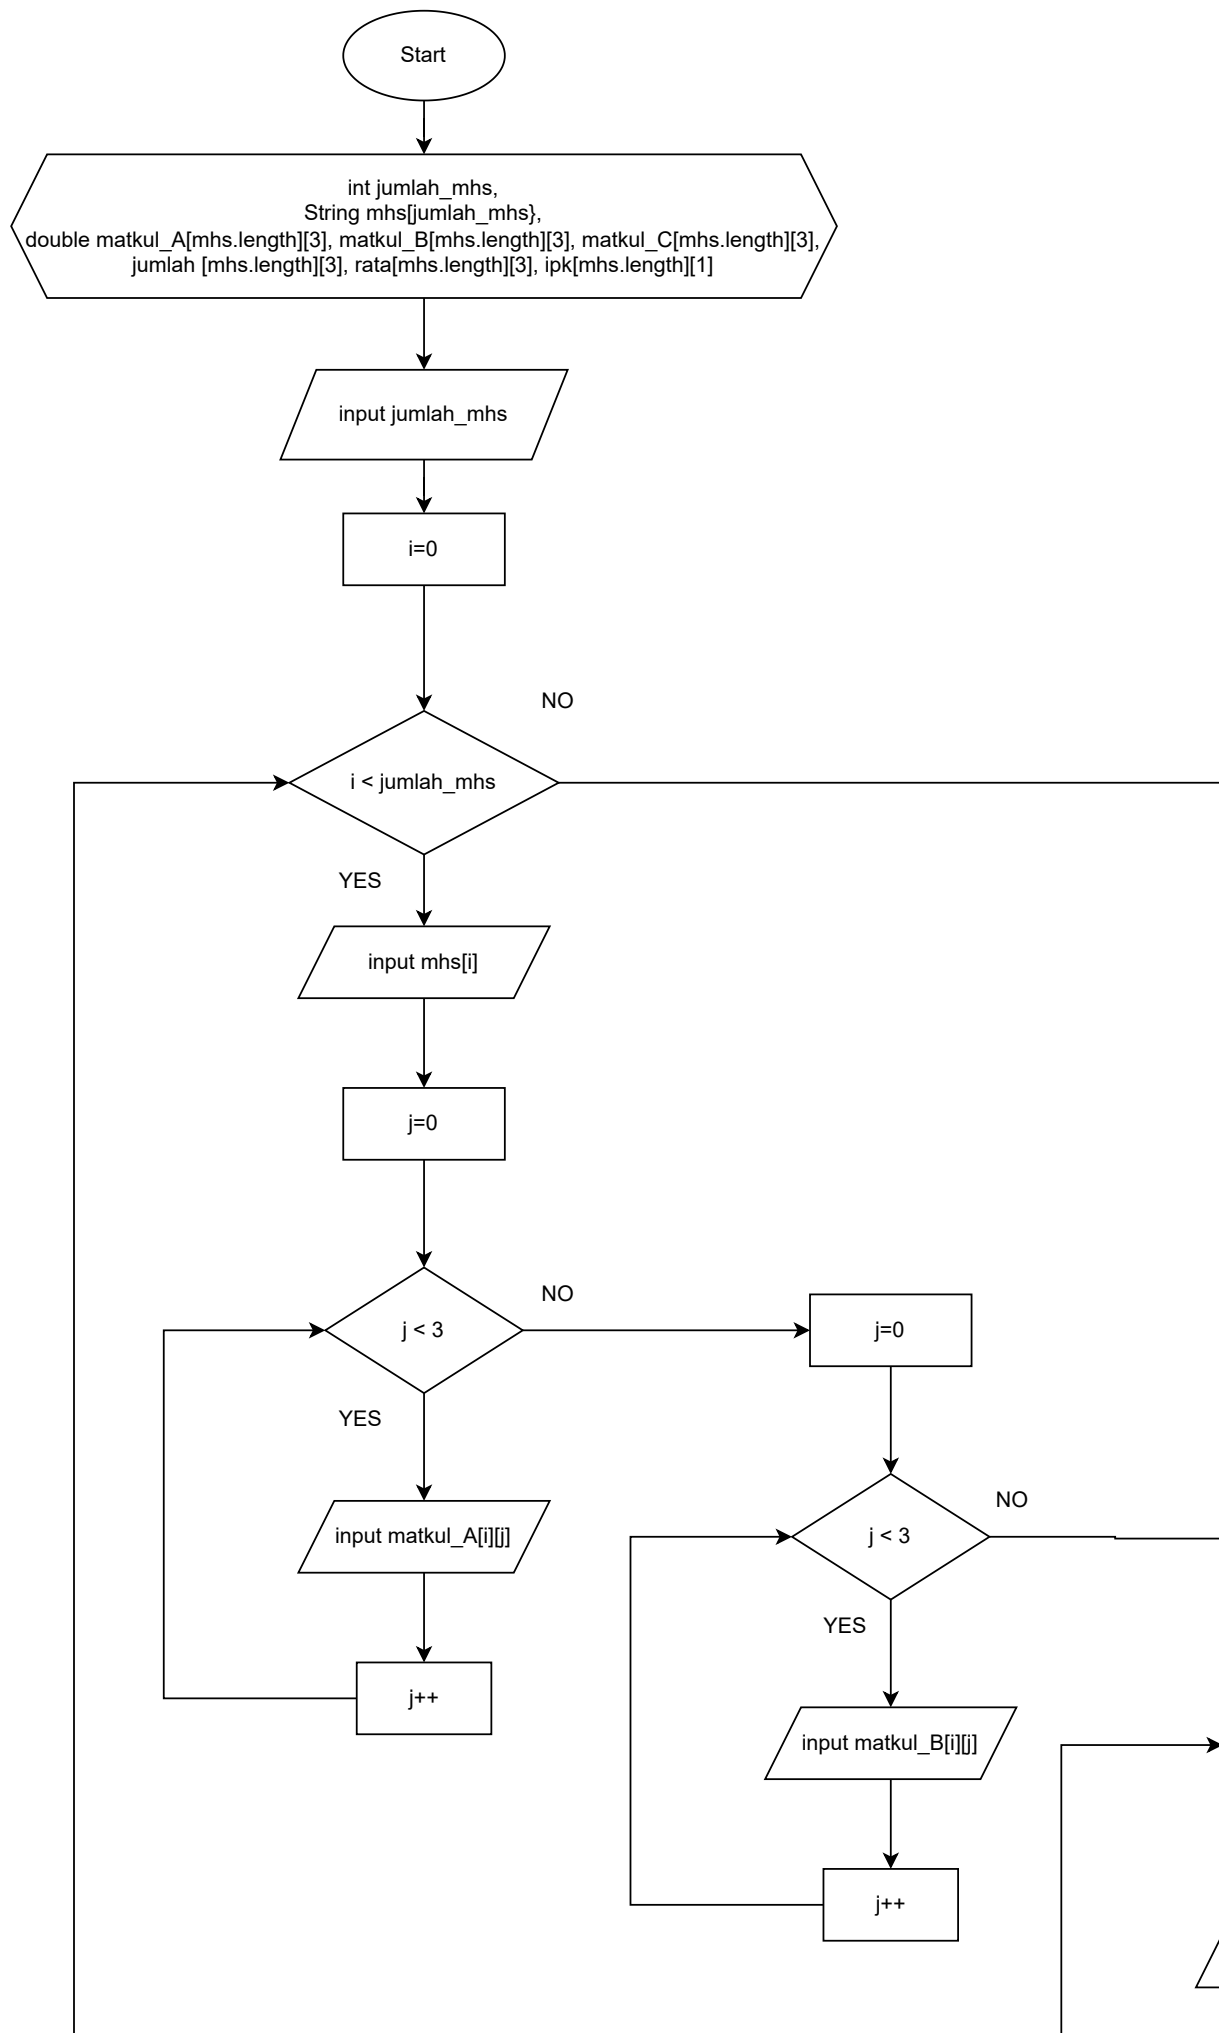 Start
int jumlah_mhs,
String mhs[jumlah_mhs},
double matkul_A[mhs.length][3], matkul_B[mhs.length][3], matkul_C[mhs.length][3],
jumlah [mhs.length][3], rata[mhs.length][3], ipk[mhs.length][1]
input jumlah_mhs
i=0
NO
i < jumlah_mhs
YES
input mhs[i]
j=0
j < 3
NO
YES
input matkul_A[i][j]
j++
j=0
j < 3
NO
YES
input matkul_B[i][j]
j++